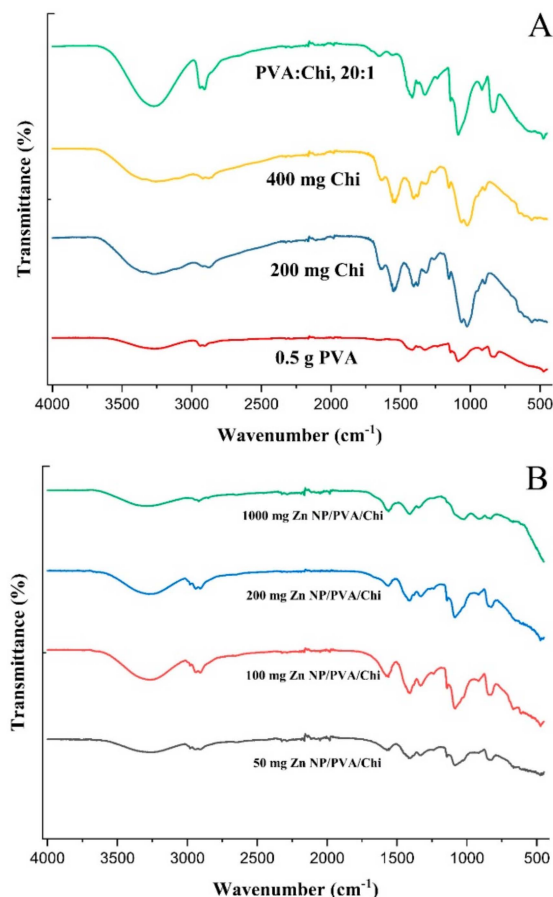 A
PVA:Chi, 20:1
400 mg Chi
200 mg Chi
0.5 g PVA
Transmittance (%)
4000 3500 3000 2500 2000 1500 1000 500
Wavenumber (cm⁻¹)
B
1000 mg Zn NP/PVA/Chi
200 mg Zn NP/PVA/Chi
100 mg Zn NP/PVA/Chi
50 mg Zn NP/PVA/Chi
Transmittance (%)
4000 3500 3000 2500 2000 1500 1000 500
Wavenumber (cm⁻¹)